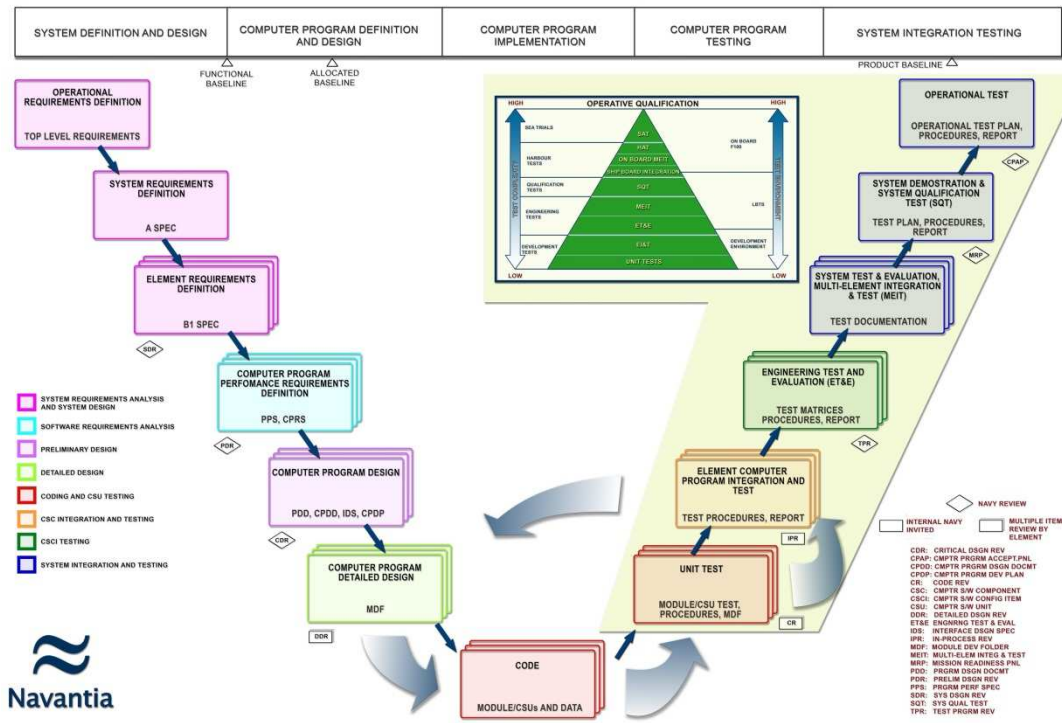 SYSTEM DEFINITION AND DESIGN
COMPUTER PROGRAM DEFINITION
AND DESIGN
COMPUTER PROGRAM
IMPLEMENTATION
COMPUTER PROGRAM
TESTING
SYSTEM INTEGRATION TESTING
FUNCTIONAL
BASELINE
ALLOCATED
BASELINE
PRODUCT BASELINE
OPERATIONAL
REQUIREMENTS DEFINITION
TOP LEVEL REQUIREMENTS
SYSTEM REQUIREMENTS
DEFINITION
A SPEC
ELEMENT REQUIREMENTS
DEFINITION
B1 SPEC
SDR
COMPUTER PROGRAM
PERFOMANCE REQUIREMENTS
DEFINITION
PPS, CPRS
PDR
COMPUTER PROGRAM DESIGN
PDD, CPDD, IDS, CPDP
CDR
COMPUTER PROGRAM
DETAILED DESIGN
MDF
DDR
CODE
MODULE/CSUs AND DATA
UNIT TEST
MODULE/CSU TEST,
PROCEDURES, MDF
CR
ELEMENT COMPUTER
PROGRAM INTEGRATION AND
TEST
TEST PROCEDURES, REPORT
IPR
ENGINEERING TEST AND
EVALUATION (ET&E)
TEST MATRICES
PROCEDURES, REPORT
TPR
SYSTEM TEST & EVALUATION,
MULTI-ELEMENT INTEGRATION
& TEST (MEIT)
TEST DOCUMENTATION
MRP
SYSTEM DEMOSTRATION &
SYSTEM QUALIFICATION
TEST (SQT)
TEST PLAN, PROCEDURES,
REPORT
CPAP
OPERATIONAL TEST
OPERATIONAL TEST PLAN,
PROCEDURES, REPORT
HIGH
OPERATIVE QUALIFICATION
HIGH
TEST COMPLEXITY
SEA TRIALS
HARBOUR
TESTS
QUALIFICATION
TESTS
ENGINEERING
TESTS
DEVELOPMENT
TESTS
SAT
HAT
ON BOARD MEIT
SHIP BOARD INTEGRATION
SQT
MEIT
ET&E
EI&T
UNIT TESTS
ON BOARD
F100
LBTS
DEVELOPMENT
ENVIRONMENT
TEST ENVIRONMENT
LOW
LOW
SYSTEM REQUIREMENTS ANALYSIS
AND SYSTEM DESIGN
SOFTWARE REQUIREMENTS ANALYSIS
PRELIMINARY DESIGN
DETAILED DESIGN
CODING AND CSU TESTING
CSC INTEGRATION AND TESTING
CSCI TESTING
SYSTEM INTEGRATION AND TESTING
Navantia
NAVY REVIEW
INTERNAL NAVY
INVITED
MULTIPLE ITEM
REVIEW BY
ELEMENT
CDR: CRITICAL DSGN REV
CPAP: CMPTR PRGRM ACCEPT.PNL
CPDD: CMPTR PRGRM DSGN DOCMT
CPDP: CMPTR PRGRM DEV PLAN
CR: CODE REV
CSC: CMPTR S/W COMPONENT
CSCI: CMPTR S/W CONFIG ITEM
CSU: CMPTR S/W UNIT
DDR: DETAILED DSGN REV
ET&E: ENGNRNG TEST & EVAL
IDS: INTERFACE DSGN SPEC
IPR: IN-PROCESS REV
MDF: MODULE DEV FOLDER
MEIT: MULTI-ELEM INTEG & TEST
MRP: MISSION READINESS PNL
PDD: PRGRM DSGN DOCMT
PDR: PRELIM DSGN REV
PPS: PRGRM PERF SPEC
SDR: SYS DSGN REV
SQT: SYS QUAL TEST
TPR: TEST PRGRM REV